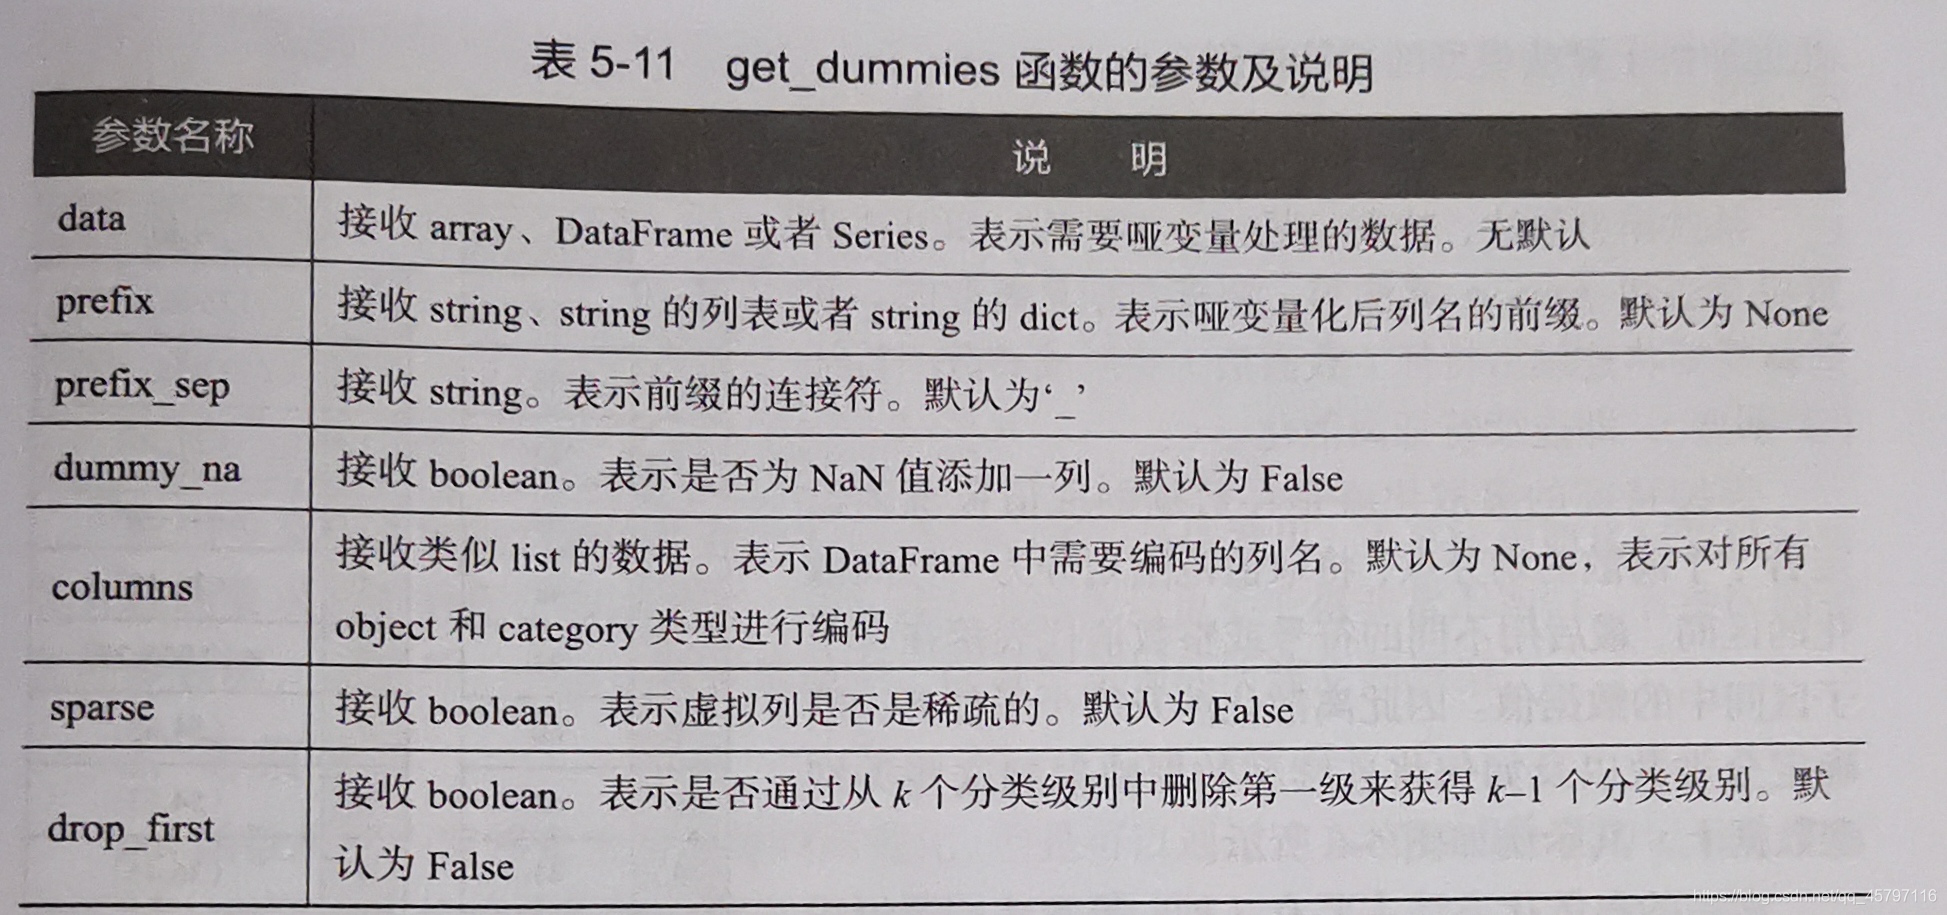 表 5-11 get_dummies 函数的参数及说明
参数名称 说 明
data 接收 array、DataFrame 或者 Series。表示需要哑变量处理的数据。无默认
prefix 接收 string、string 的列表或者 string 的 dict。表示哑变量化后列名的前缀。默认为 None
prefix_sep 接收 string。表示前缀的连接符。默认为‘_’
dummy_na 接收 boolean。表示是否为 NaN 值添加一列。默认为 False
columns 接收类似 list 的数据。表示 DataFrame 中需要编码的列名。默认为 None，表示对所有
object 和 category 类型进行编码
sparse 接收 boolean。表示虚拟列是否是稀疏的。默认为 False
drop_first 接收 boolean。表示是否通过从 k 个分类级别中删除第一级来获得 k–1 个分类级别。默
认为 False
https://blog.csdn.net/qq_45797116